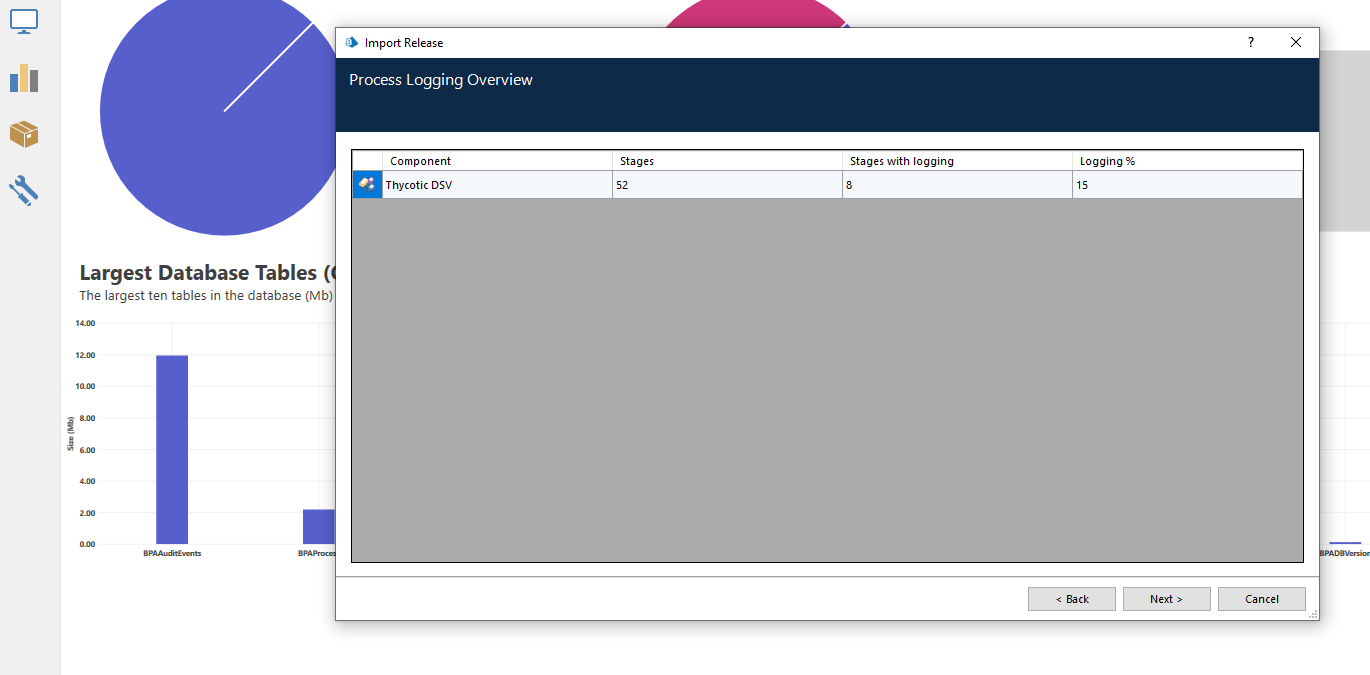 Import Release
?
Process Logging Overview
Component Stages Stages with logging Logging %
Thycotic DSV 52 8 15
Largest Database Tables (
The largest ten tables in the database (Mb)
14.00
12.00
10.00
8.00
6.00
4.00
2.00
0.00
Size (Mb)
BPAAuditEvents
BPAProces
BPADBVersion
< Back
Next >
Cancel